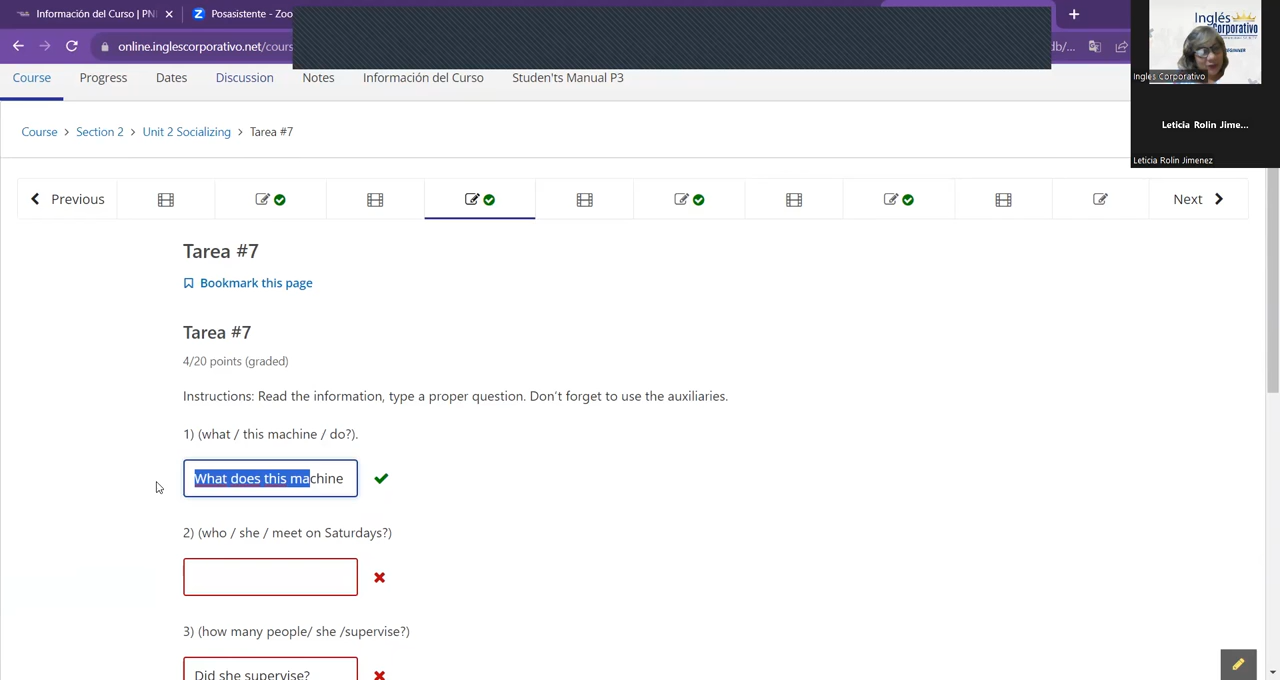 Información del Curso | PN
Posasistente - Zoo
online.inglescorporativo.net/cours
db/...
Course
Progress
Dates
Discussion
Notes
Información del Curso
Studen'ts Manual P3
Inglés
Corporativo
Ingles Corporativo
Leticia Rolin Jime...
Leticia Rolin Jimenez
Course > Section 2 > Unit 2 Socializing > Tarea #7
Previous
Next
Tarea #7
Bookmark this page
Tarea #7
4/20 points (graded)
Instructions: Read the information, type a proper question. Don't forget to use the auxiliaries.
1) (what / this machine / do?).
What does this machine
2) (who / she / meet on Saturdays?)
3) (how many people/ she /supervise?)
Did she supervise?